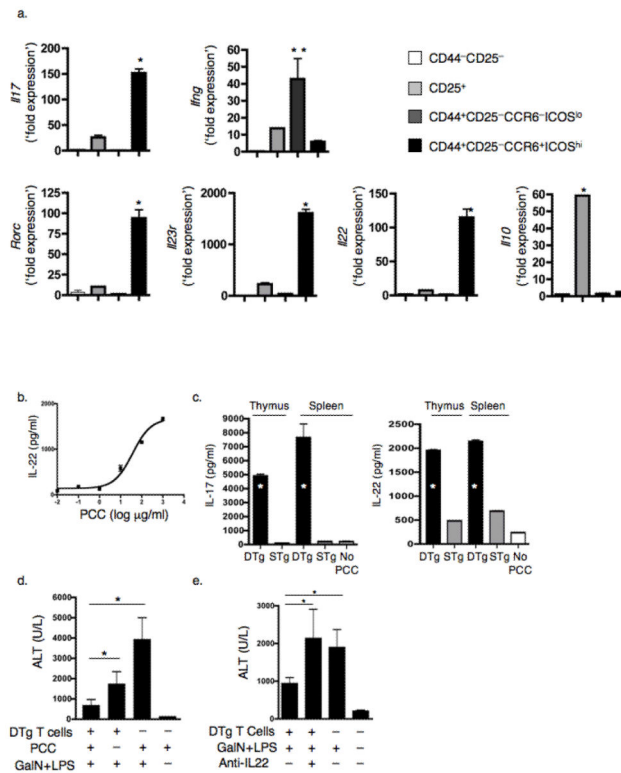 a.
Il17
('fold expression')
200
150
100
50
0
*
Ifng
('fold expression')
60
40
20
0
* *
CD44⁻CD25⁻
CD25⁺
CD44⁺CD25⁻CCR6⁻ICOSˡᵒ
CD44⁺CD25⁻CCR6⁺ICOSʰⁱ
Rorc
('fold expression')
125
100
75
50
25
0
*
Il23r
('fold expression')
2000
1000
0
*
Il22
('fold expression')
150
100
50
0
*
Il10
('fold expression')
60
50
40
30
20
10
0
*
b.
IL-22 (pg/ml)
2000
1000
0
-2 -1 0 1 2 3 4
PCC (log µg/ml)
c.
Thymus Spleen
IL-17 (pg/ml)
9000
8000
7000
6000
5000
4000
3000
2000
1000
0
* *
DTg STg DTg STg No
PCC
Thymus Spleen
IL-22 (pg/ml)
2500
2000
1500
1000
500
0
* *
DTg STg DTg STg No
PCC
d.
ALT (U/L)
6000
5000
4000
3000
2000
1000
0
*
*
DTg T cells + + − −
PCC + − + +
GalN+LPS + + + −
e.
ALT (U/L)
3000
2000
1000
0
*
*
DTg T Cells + + − −
GalN+LPS + + + −
Anti-IL22 − + − −